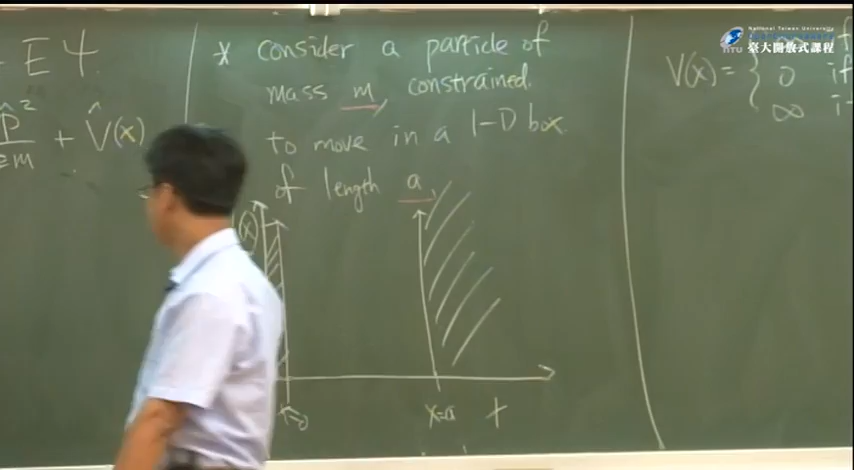 EΨ
p̂²
2m + V̂(x)
* Consider a particle of
mass m, constrained.
to move in a 1-D box.
of length a.
(x)
x=a
x
V(x) = { 0 if
∞
National Taiwan University
NTU 臺大開放式課程